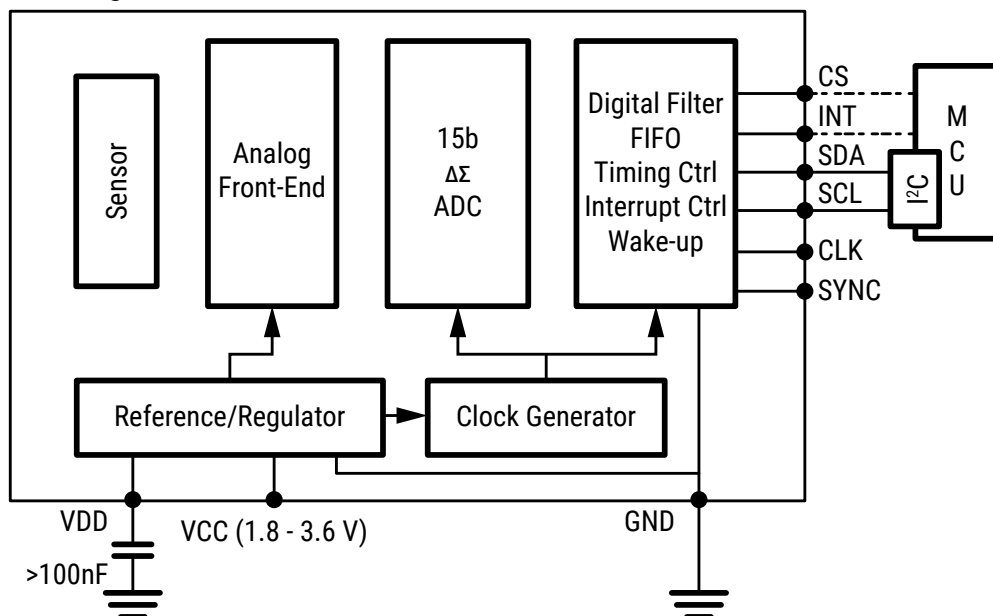 Sensor
Analog
Front-End
15b
ΔΣ
ADC
Digital Filter
FIFO
Timing Ctrl
Interrupt Ctrl
Wake-up
CS
INT
SDA
SCL
CLK
SYNC
I²C
M
C
U
Reference/Regulator
Clock Generator
VDD
VCC (1.8 - 3.6 V)
GND
>100nF